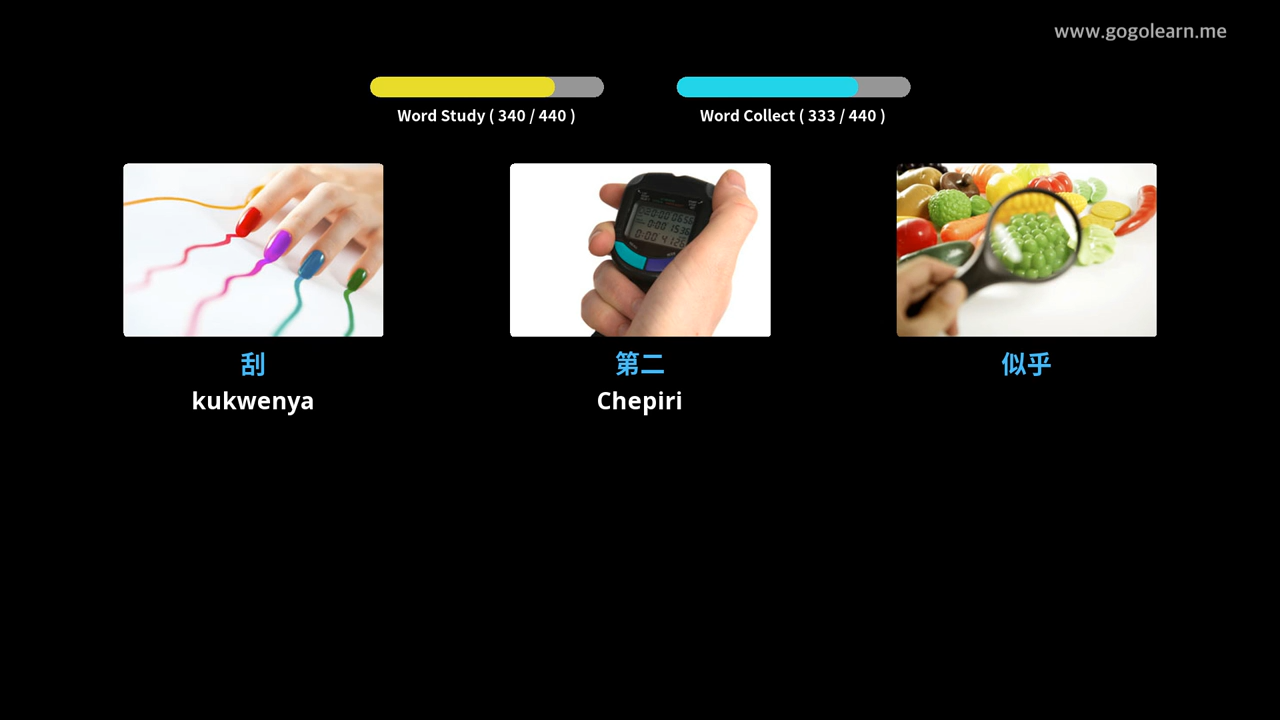 www.gogolearn.me
Word Study ( 340 / 440 )
Word Collect ( 333 / 440 )
刮
第二
似乎
kukwenya
Chepiri